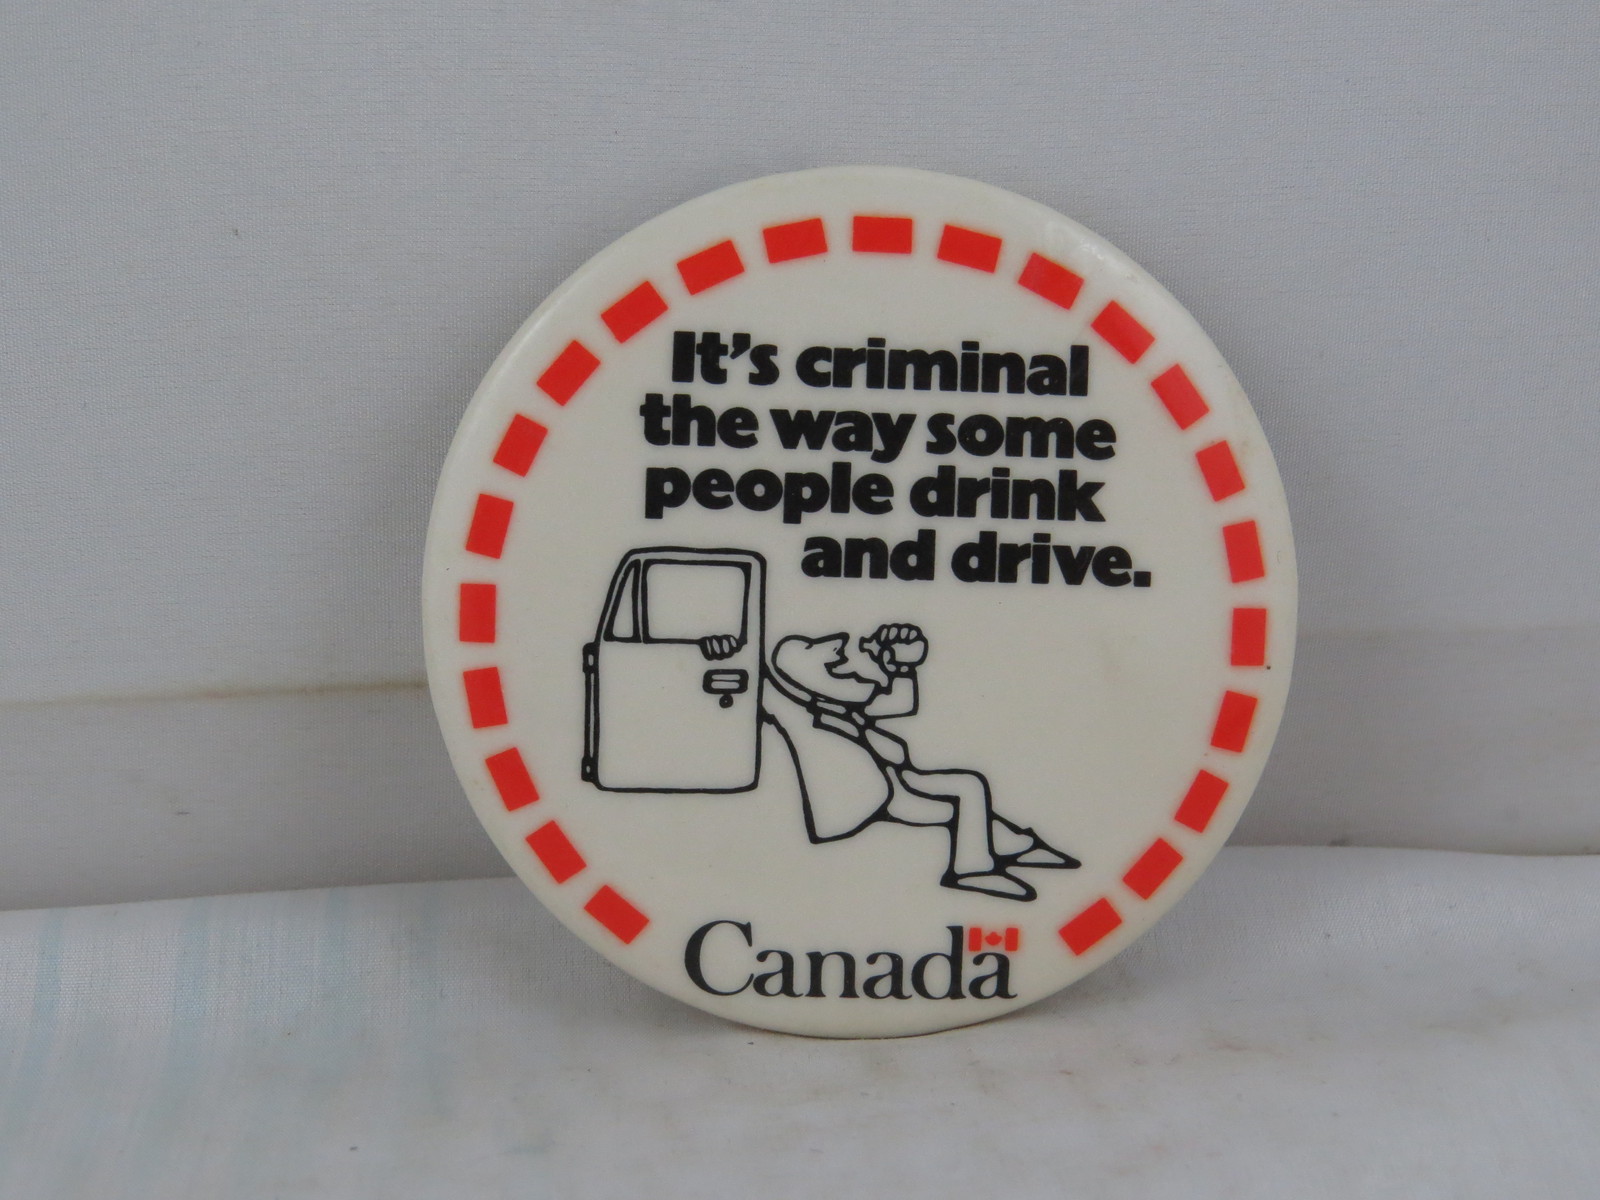 It's criminal
the way some
people drink
and drive.
Canada